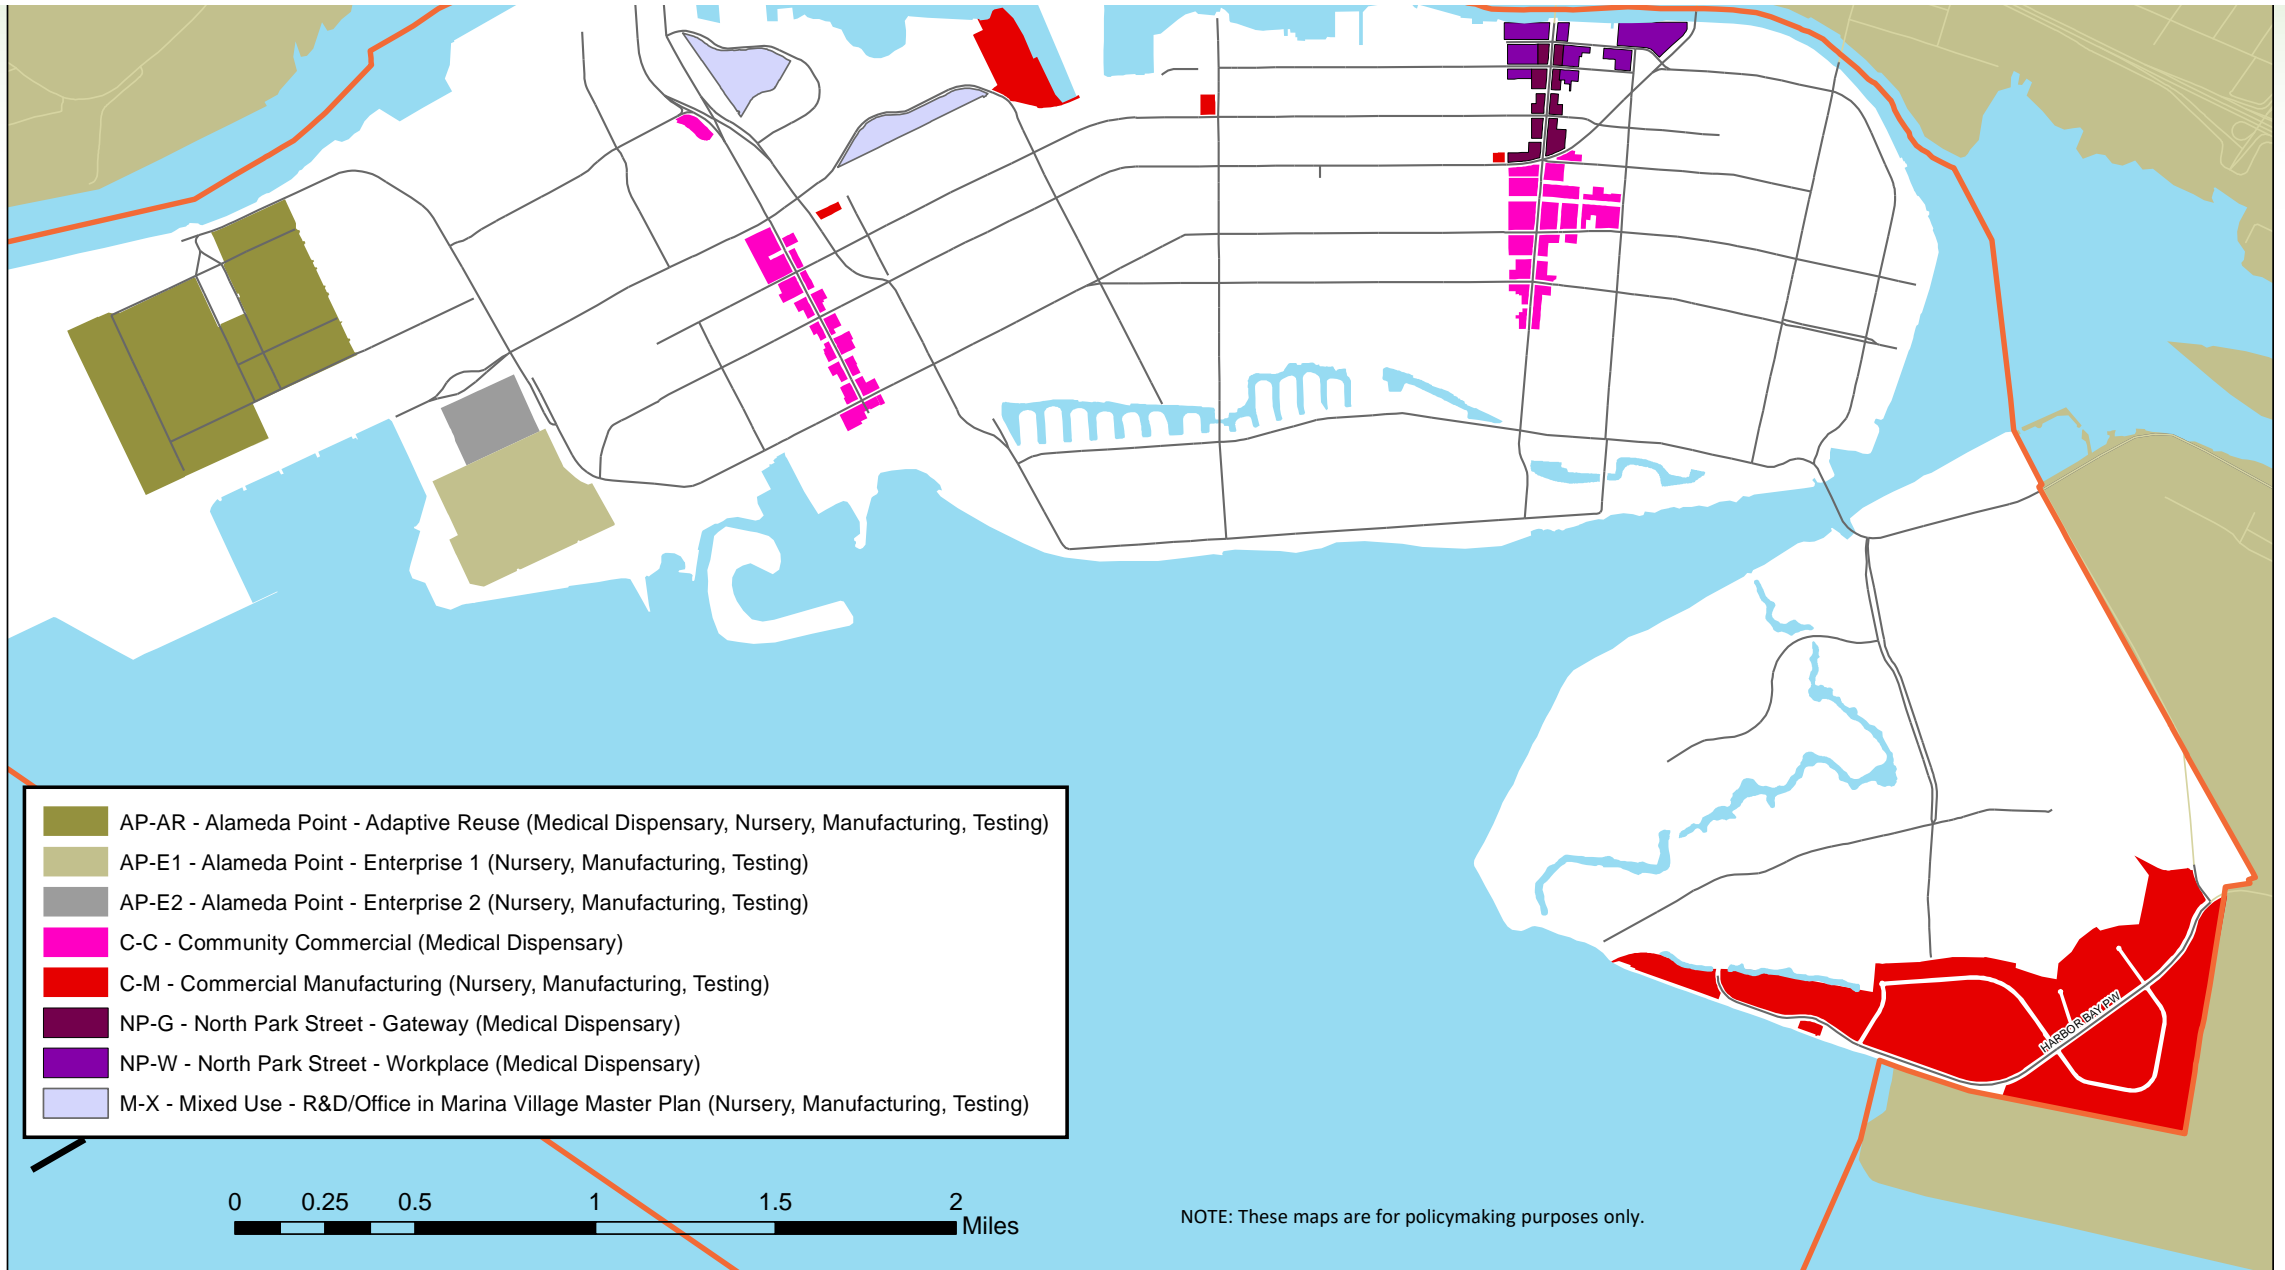 HARBOR BAY PW
AP-AR - Alameda Point - Adaptive Reuse (Medical Dispensary, Nursery, Manufacturing, Testing)
AP-E1 - Alameda Point - Enterprise 1 (Nursery, Manufacturing, Testing)
AP-E2 - Alameda Point - Enterprise 2 (Nursery, Manufacturing, Testing)
C-C - Community Commercial (Medical Dispensary)
C-M - Commercial Manufacturing (Nursery, Manufacturing, Testing)
NP-G - North Park Street - Gateway (Medical Dispensary)
NP-W - North Park Street - Workplace (Medical Dispensary)
M-X - Mixed Use - R&D/Office in Marina Village Master Plan (Nursery, Manufacturing, Testing)
0 0.25 0.5 1 1.5 2
Miles
NOTE: These maps are for policymaking purposes only.